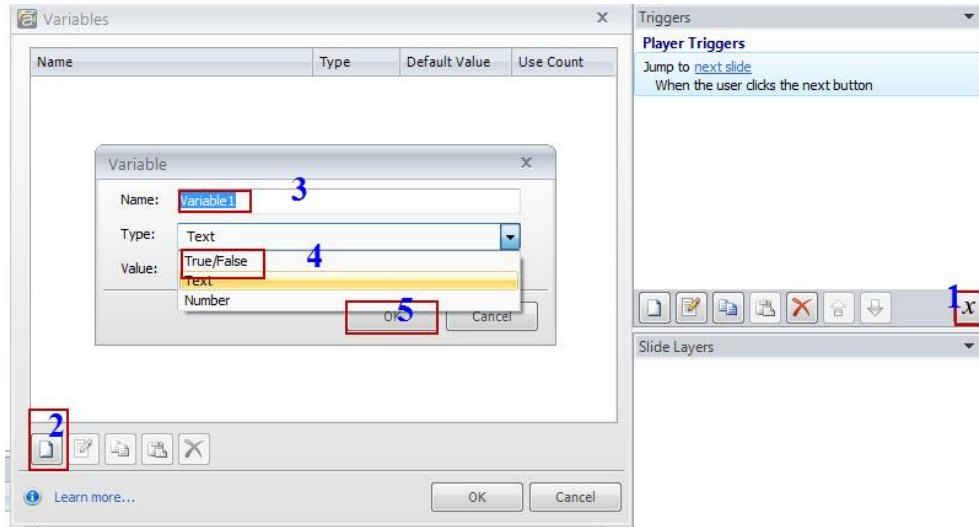 Variables
Name Type Default Value Use Count
Variable
Name: Variable1 3
Type: Text
True/False 4
Value: Text
Number
OK 5 Cancel
2
Learn more...
OK Cancel
Triggers
Player Triggers
Jump to next slide
When the user clicks the next button
1 x
Slide Layers